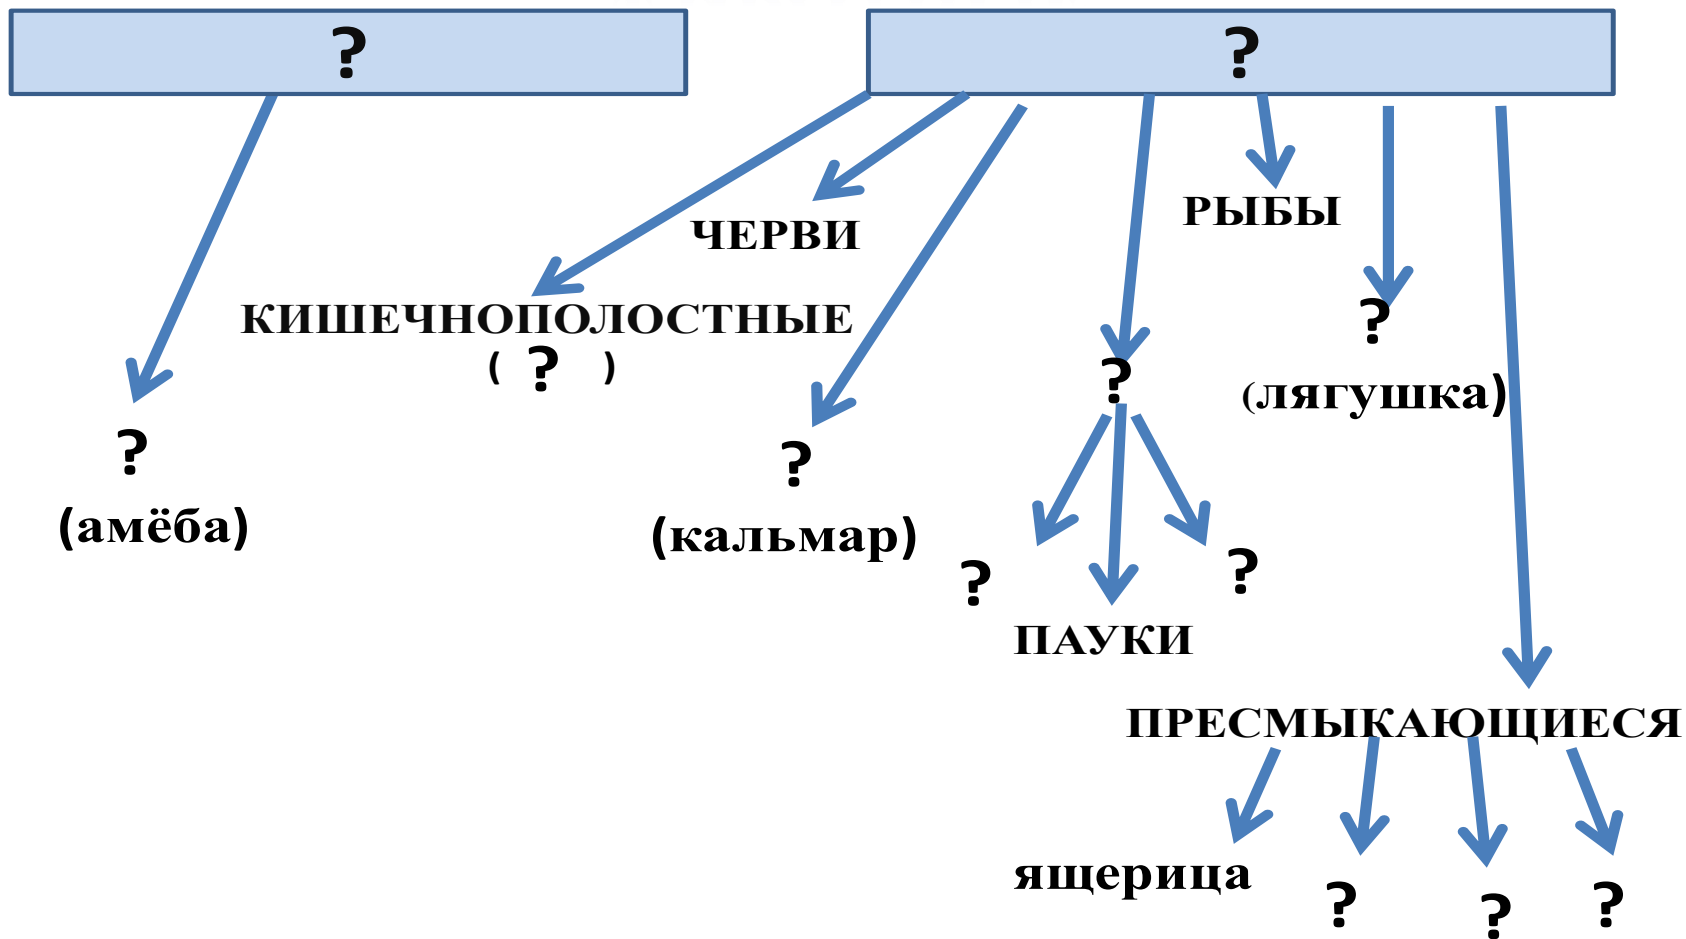 ?
?
ЧЕРВИ
РЫБЫ
КИШЕЧНОПОЛОСТНЫЕ
( ? )
?
(лягушка)
?
?
(амёба)
?
(кальмар)
?
?
ПАУКИ
ПРЕСМЫКАЮЩИЕСЯ
ящерица
?
?
?